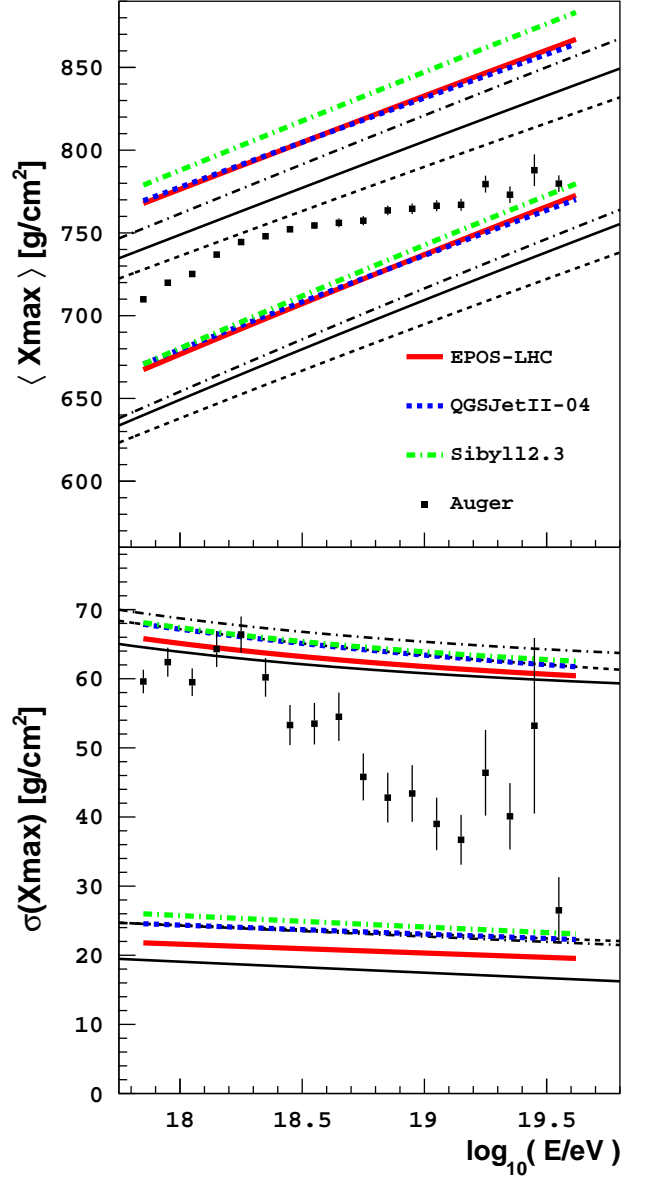 850
800
750
700
650
600
⟨ Xmax ⟩ [g/cm²]
EPOS-LHC
QGSJetII-04
Sibyll2.3
Auger
70
60
50
40
30
20
10
0
σ(Xmax) [g/cm²]
18 18.5 19 19.5
log₁₀( E/eV )